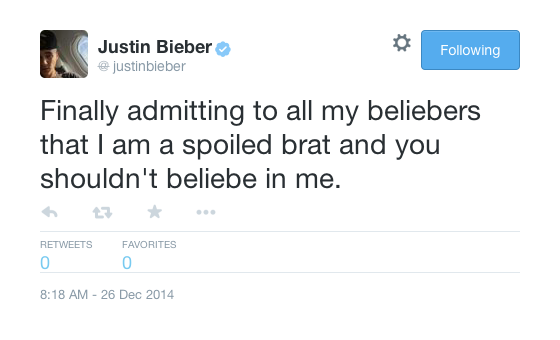 Justin Bieber
@justinbieber
Following
Finally admitting to all my beliebers
that I am a spoiled brat and you
shouldn't beliebe in me.
RETWEETS FAVORITES
0 0
8:18 AM - 26 Dec 2014